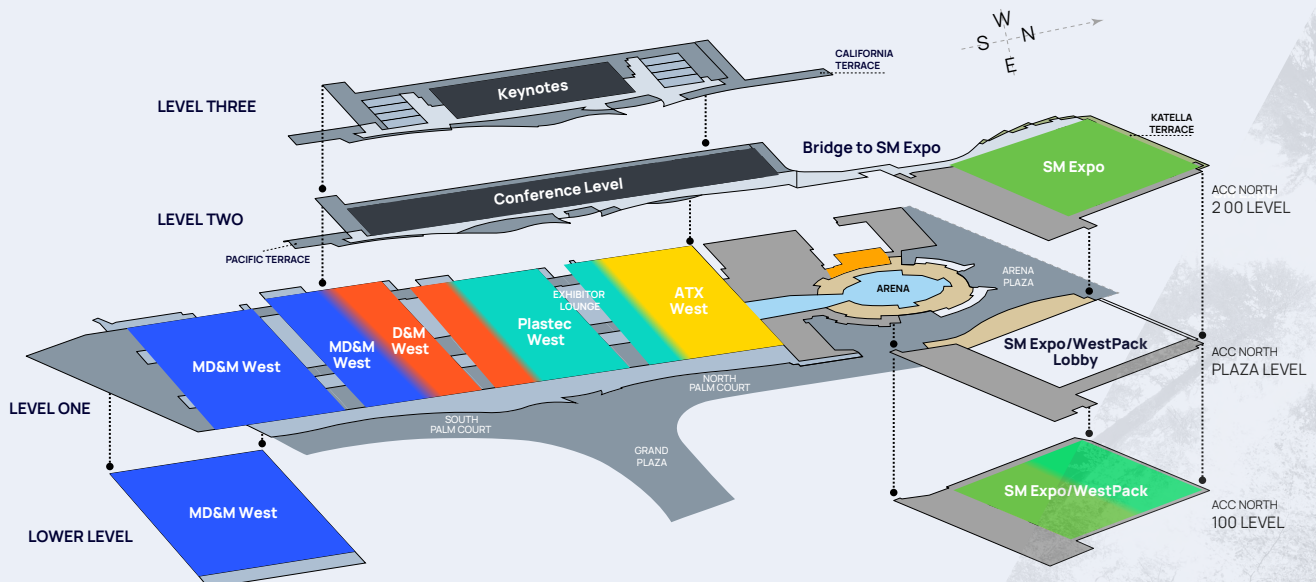 W
S
N
E
CALIFORNIA
TERRACE
Keynotes
LEVEL THREE
KATELLA
TERRACE
Bridge to SM Expo
SM Expo
Conference Level
ACC NORTH
2 00 LEVEL
LEVEL TWO
PACIFIC TERRACE
ARENA
PLAZA
ARENA
EXHIBITOR
LOUNGE
ATX
West
Plastec
West
D&M
West
MD&M
West
MD&M West
SM Expo/WestPack
Lobby
ACC NORTH
PLAZA LEVEL
NORTH
PALM COURT
LEVEL ONE
SOUTH
PALM COURT
GRAND
PLAZA
SM Expo/WestPack
MD&M West
ACC NORTH
100 LEVEL
LOWER LEVEL